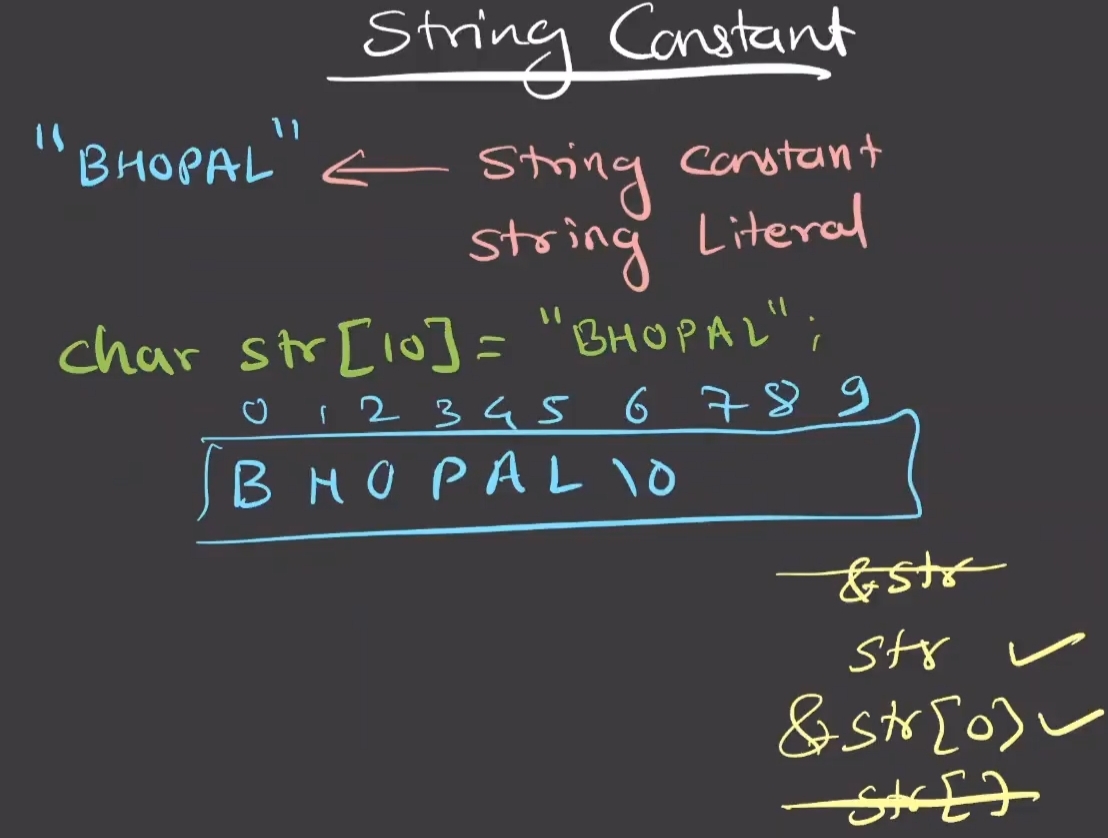 String Constant
"BHOPAL" ← String Constant
String Literal
char str[10] = "BHOPAL";
0 1 2 3 4 5 6 7 8 9
B H O P A L \0
&str
str ✓
&str[0] ✓
str[]